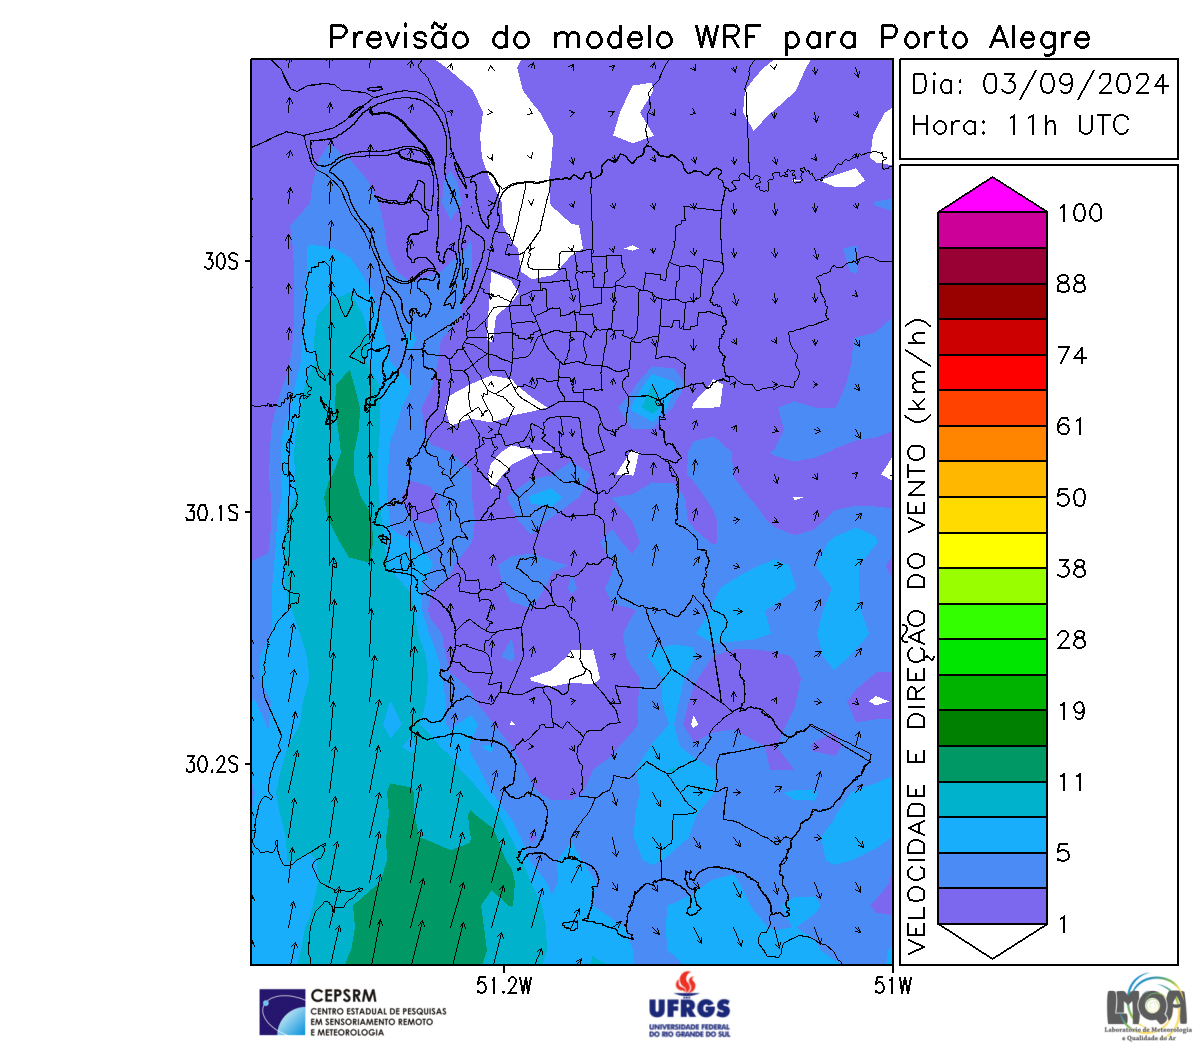 Previsão do modelo WRF para Porto Alegre
Dia: 03/09/2024
Hora: 11h UTC
100
88
74
61
50
38
28
19
11
5
1
VELOCIDADE E DIREÇÃO DO VENTO (km/h)
30S
30.1S
30.2S
51.2W
51W
CEPSRM
CENTRO ESTADUAL DE PESQUISAS
EM SENSORIAMENTO REMOTO
E METEOROLOGIA
UFRGS
UNIVERSIDADE FEDERAL
DO RIO GRANDE DO SUL
LMQA
Laboratório de Meteorologia
e Qualidade do Ar